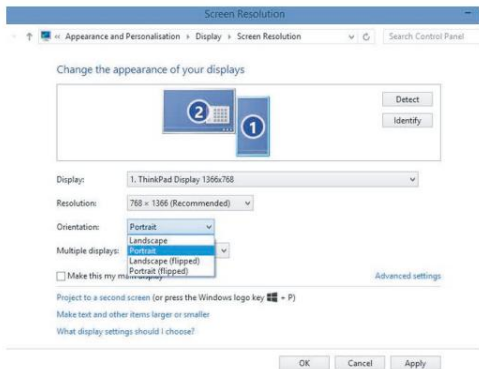 Screen Resolution
« Appearance and Personalisation › Display › Screen Resolution Search Control Panel
Change the appearance of your displays
2
1
Detect
Identify
Display: 1. ThinkPad Display 1366x768
Resolution: 768 × 1366 (Recommended)
Orientation: Portrait
Landscape
Portrait
Multiple displays: Landscape (flipped)
Portrait (flipped)
Make this my main display Advanced settings
Project to a second screen (or press the Windows logo key + P)
Make text and other items larger or smaller
What display settings should I choose?
OK Cancel Apply